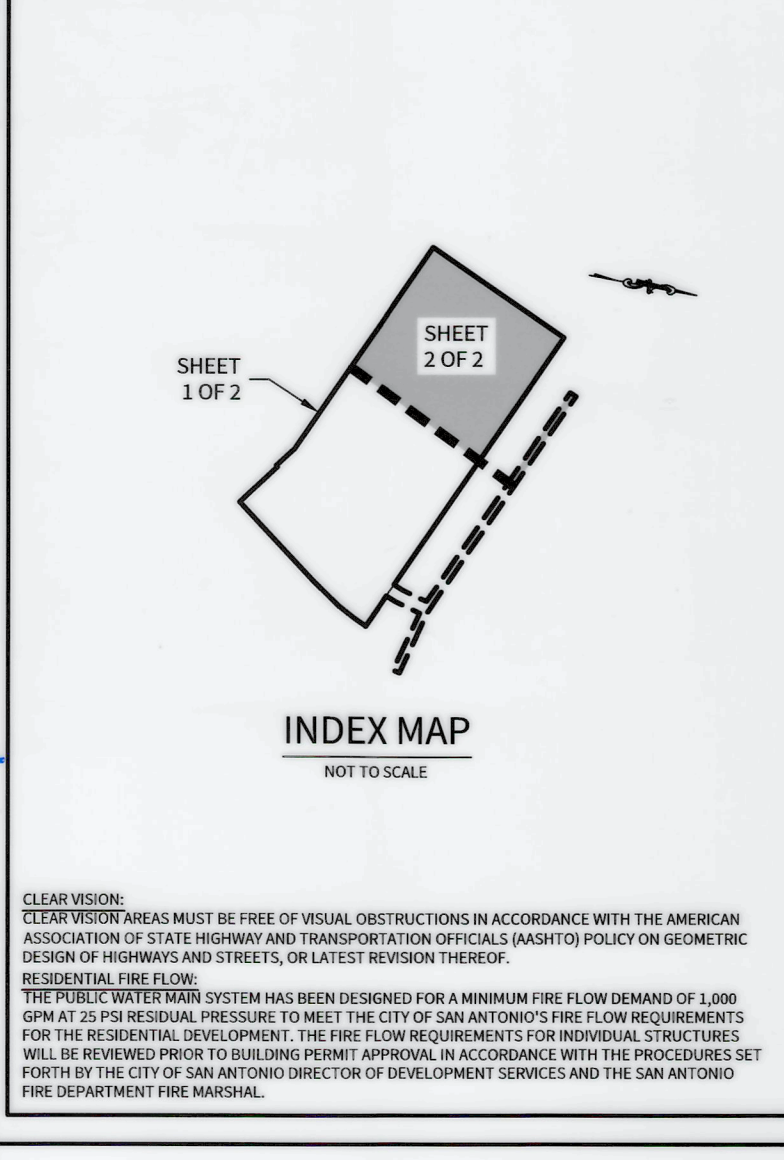 SHEET
2 OF 2
SHEET
1 OF 2
INDEX MAP
NOT TO SCALE
CLEAR VISION:
CLEAR VISION AREAS MUST BE FREE OF VISUAL OBSTRUCTIONS IN ACCORDANCE WITH THE AMERICAN
ASSOCIATION OF STATE HIGHWAY AND TRANSPORTATION OFFICIALS (AASHTO) POLICY ON GEOMETRIC
DESIGN OF HIGHWAYS AND STREETS, OR LATEST REVISION THEREOF.
RESIDENTIAL FIRE FLOW:
THE PUBLIC WATER MAIN SYSTEM HAS BEEN DESIGNED FOR A MINIMUM FIRE FLOW DEMAND OF 1,000
GPM AT 25 PSI RESIDUAL PRESSURE TO MEET THE CITY OF SAN ANTONIO'S FIRE FLOW REQUIREMENTS
FOR THE RESIDENTIAL DEVELOPMENT. THE FIRE FLOW REQUIREMENTS FOR INDIVIDUAL STRUCTURES
WILL BE REVIEWED PRIOR TO BUILDING PERMIT APPROVAL IN ACCORDANCE WITH THE PROCEDURES SET
FORTH BY THE CITY OF SAN ANTONIO DIRECTOR OF DEVELOPMENT SERVICES AND THE SAN ANTONIO
FIRE DEPARTMENT FIRE MARSHAL.